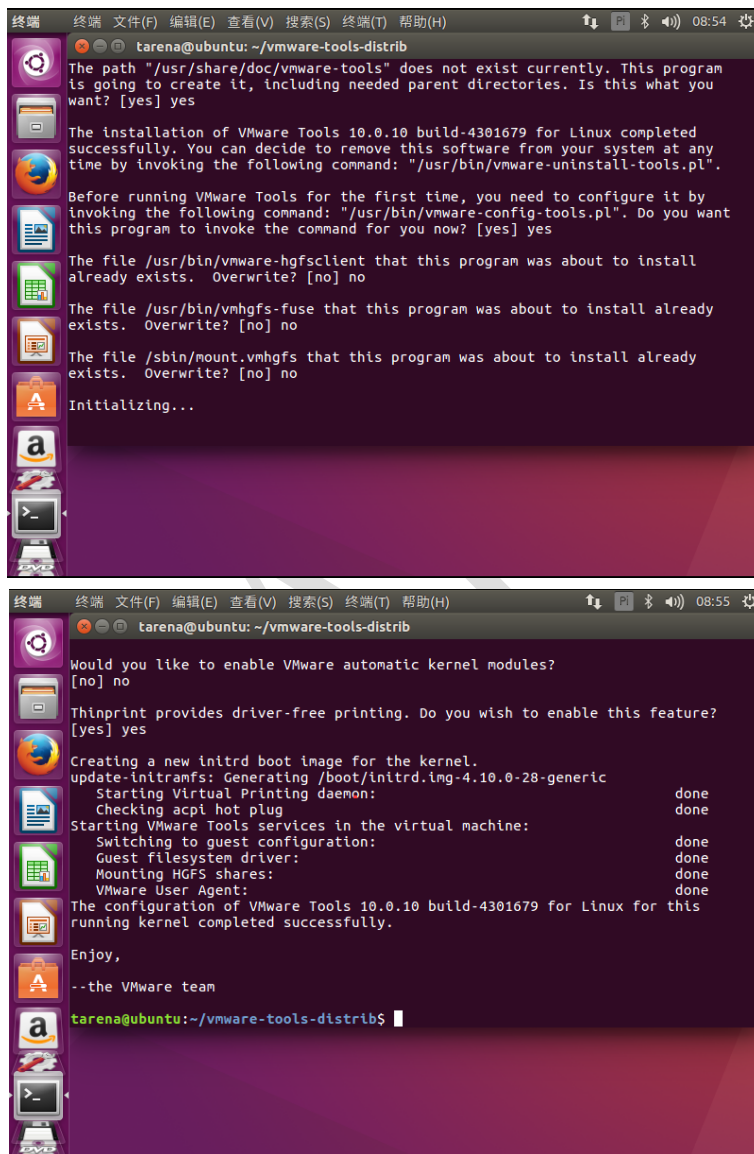 终端 终端 文件(F) 编辑(E) 查看(V) 搜索(S) 终端(T) 帮助(H) Pi 08:54
tarena@ubuntu: ~/vmware-tools-distrib
The path "/usr/share/doc/vmware-tools" does not exist currently. This program
is going to create it, including needed parent directories. Is this what you
want? [yes] yes
The installation of VMware Tools 10.0.10 build-4301679 for Linux completed
successfully. You can decide to remove this software from your system at any
time by invoking the following command: "/usr/bin/vmware-uninstall-tools.pl".
Before running VMware Tools for the first time, you need to configure it by
invoking the following command: "/usr/bin/vmware-config-tools.pl". Do you want
this program to invoke the command for you now? [yes] yes
The file /usr/bin/vmware-hgfsclient that this program was about to install
already exists.  Overwrite? [no] no
The file /usr/bin/vmhgfs-fuse that this program was about to install already
exists.  Overwrite? [no] no
The file /sbin/mount.vmhgfs that this program was about to install already
exists.  Overwrite? [no] no
Initializing...
a
>_
DVD
终端 终端 文件(F) 编辑(E) 查看(V) 搜索(S) 终端(T) 帮助(H) Pi 08:55
tarena@ubuntu: ~/vmware-tools-distrib
Would you like to enable VMware automatic kernel modules?
[no] no
Thinprint provides driver-free printing. Do you wish to enable this feature?
[yes] yes
Creating a new initrd boot image for the kernel.
update-initramfs: Generating /boot/initrd.img-4.10.0-28-generic
Starting Virtual Printing daemon: done
Checking acpi hot plug done
Starting VMware Tools services in the virtual machine:
Switching to guest configuration: done
Guest filesystem driver: done
Mounting HGFS shares: done
VMware User Agent: done
The configuration of VMware Tools 10.0.10 build-4301679 for Linux for this
running kernel completed successfully.
Enjoy,
--the VMware team
tarena@ubuntu:~/vmware-tools-distrib$
a
>_
DVD